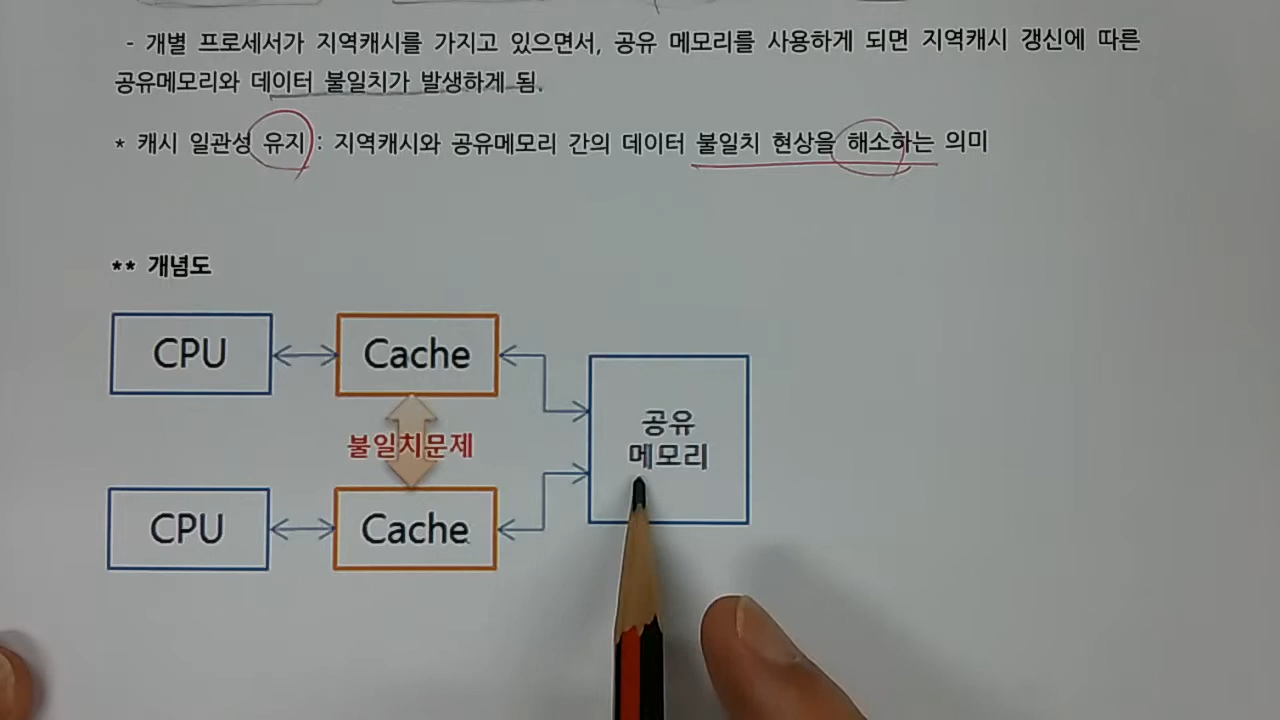 - 개별 프로세서가 지역캐시를 가지고 있으면서, 공유 메모리를 사용하게 되면 지역캐시 갱신에 따른
공유메모리와 데이터 불일치가 발생하게 됨.
* 캐시 일관성 유지 : 지역캐시와 공유메모리 간의 데이터 불일치 현상을 해소하는 의미
** 개념도
CPU
Cache
공유
메모리
불일치문제
CPU
Cache